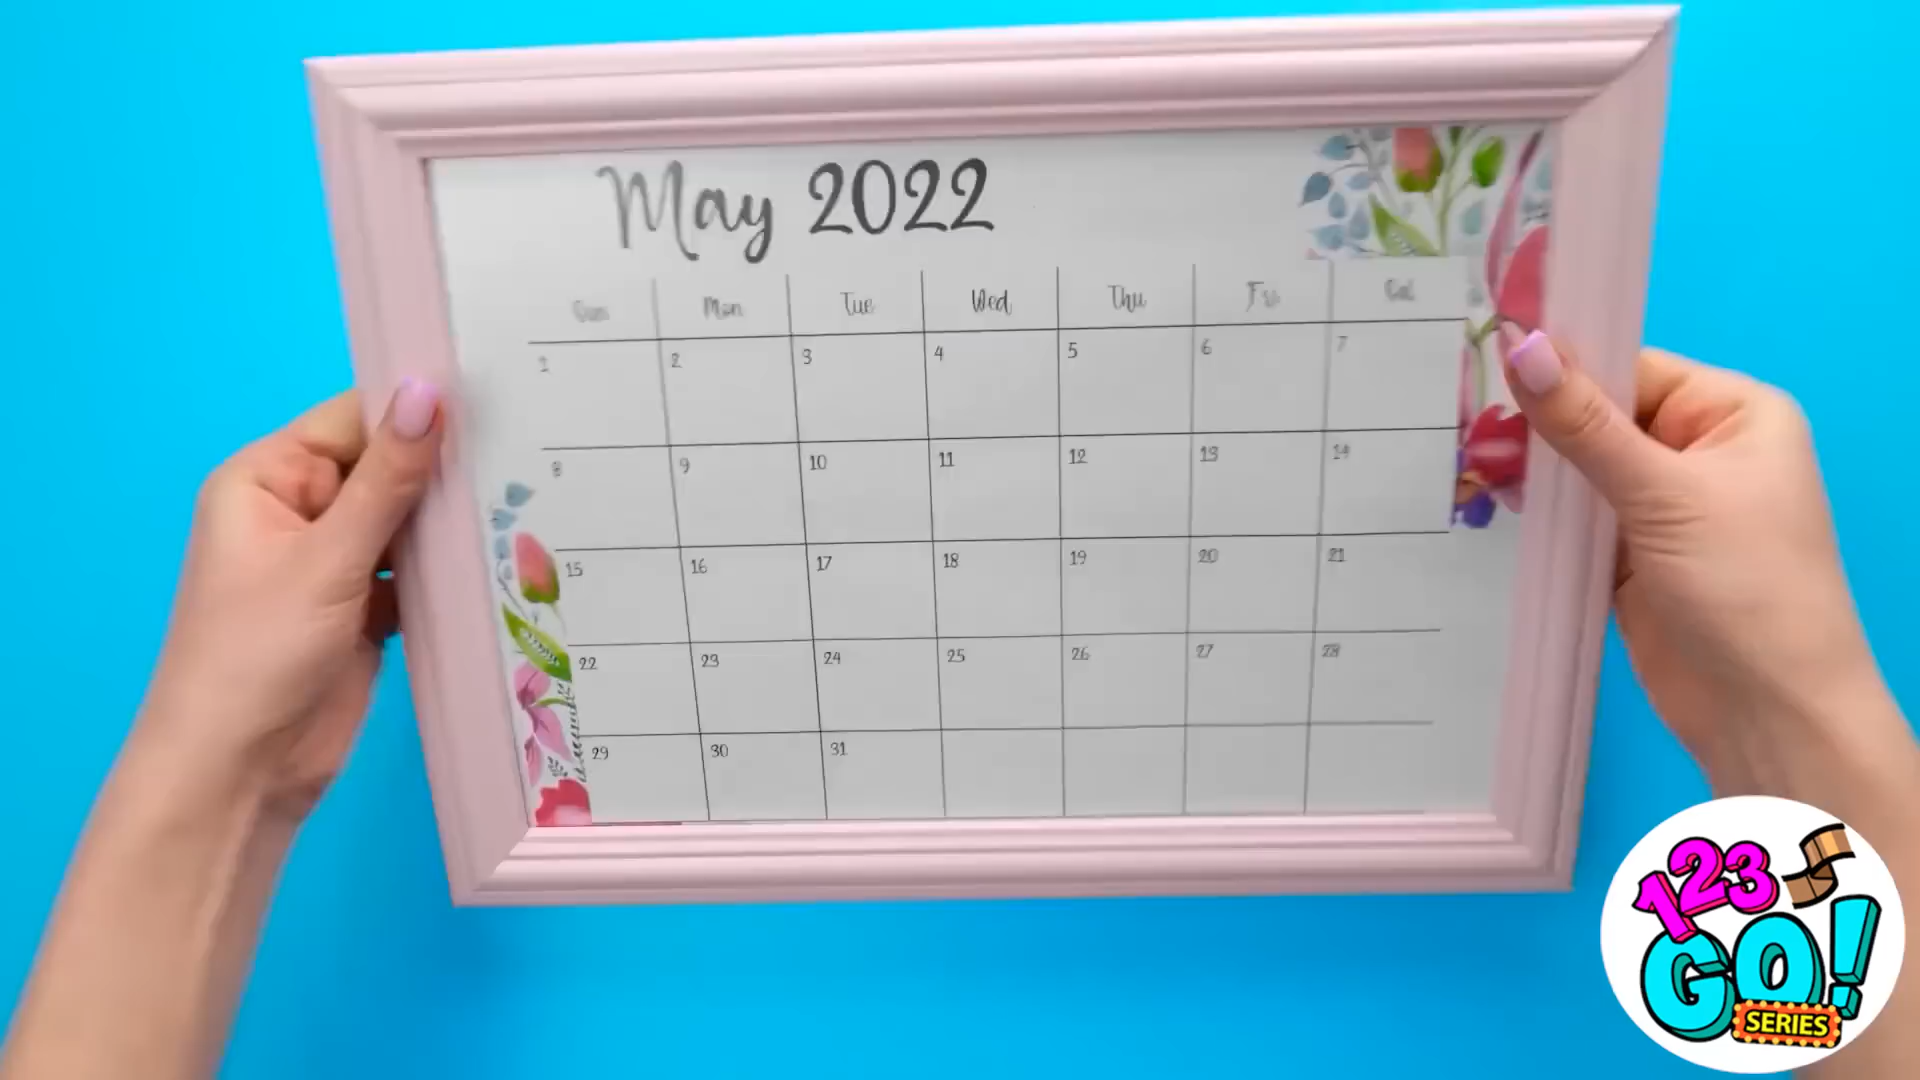 May 2022
Sun Mon Tue Wed Thu Fri Sat
1 2 3 4 5 6 7
8 9 10 11 12 13 14
15 16 17 18 19 20 21
22 23 24 25 26 27 28
29 30 31
123
GO!
SERIES